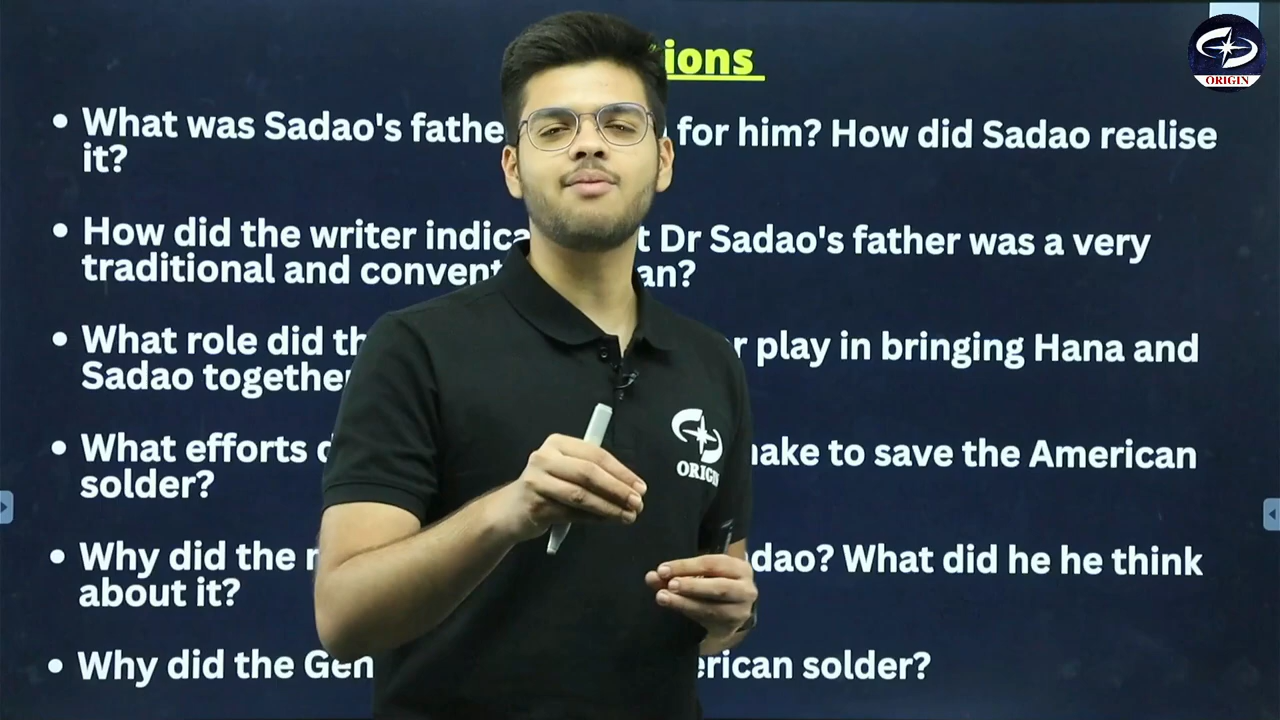 ions
ORIGIN
What was Sadao's fathe for him? How did Sadao realise
it?
How did the writer indica t Dr Sadao's father was a very
traditional and convent an?
What role did th r play in bringing Hana and
Sadao togethe
What efforts d make to save the American
solder?
Why did the dao? What did he he think
about it?
Why did the Gen erican solder?
ORIGIN